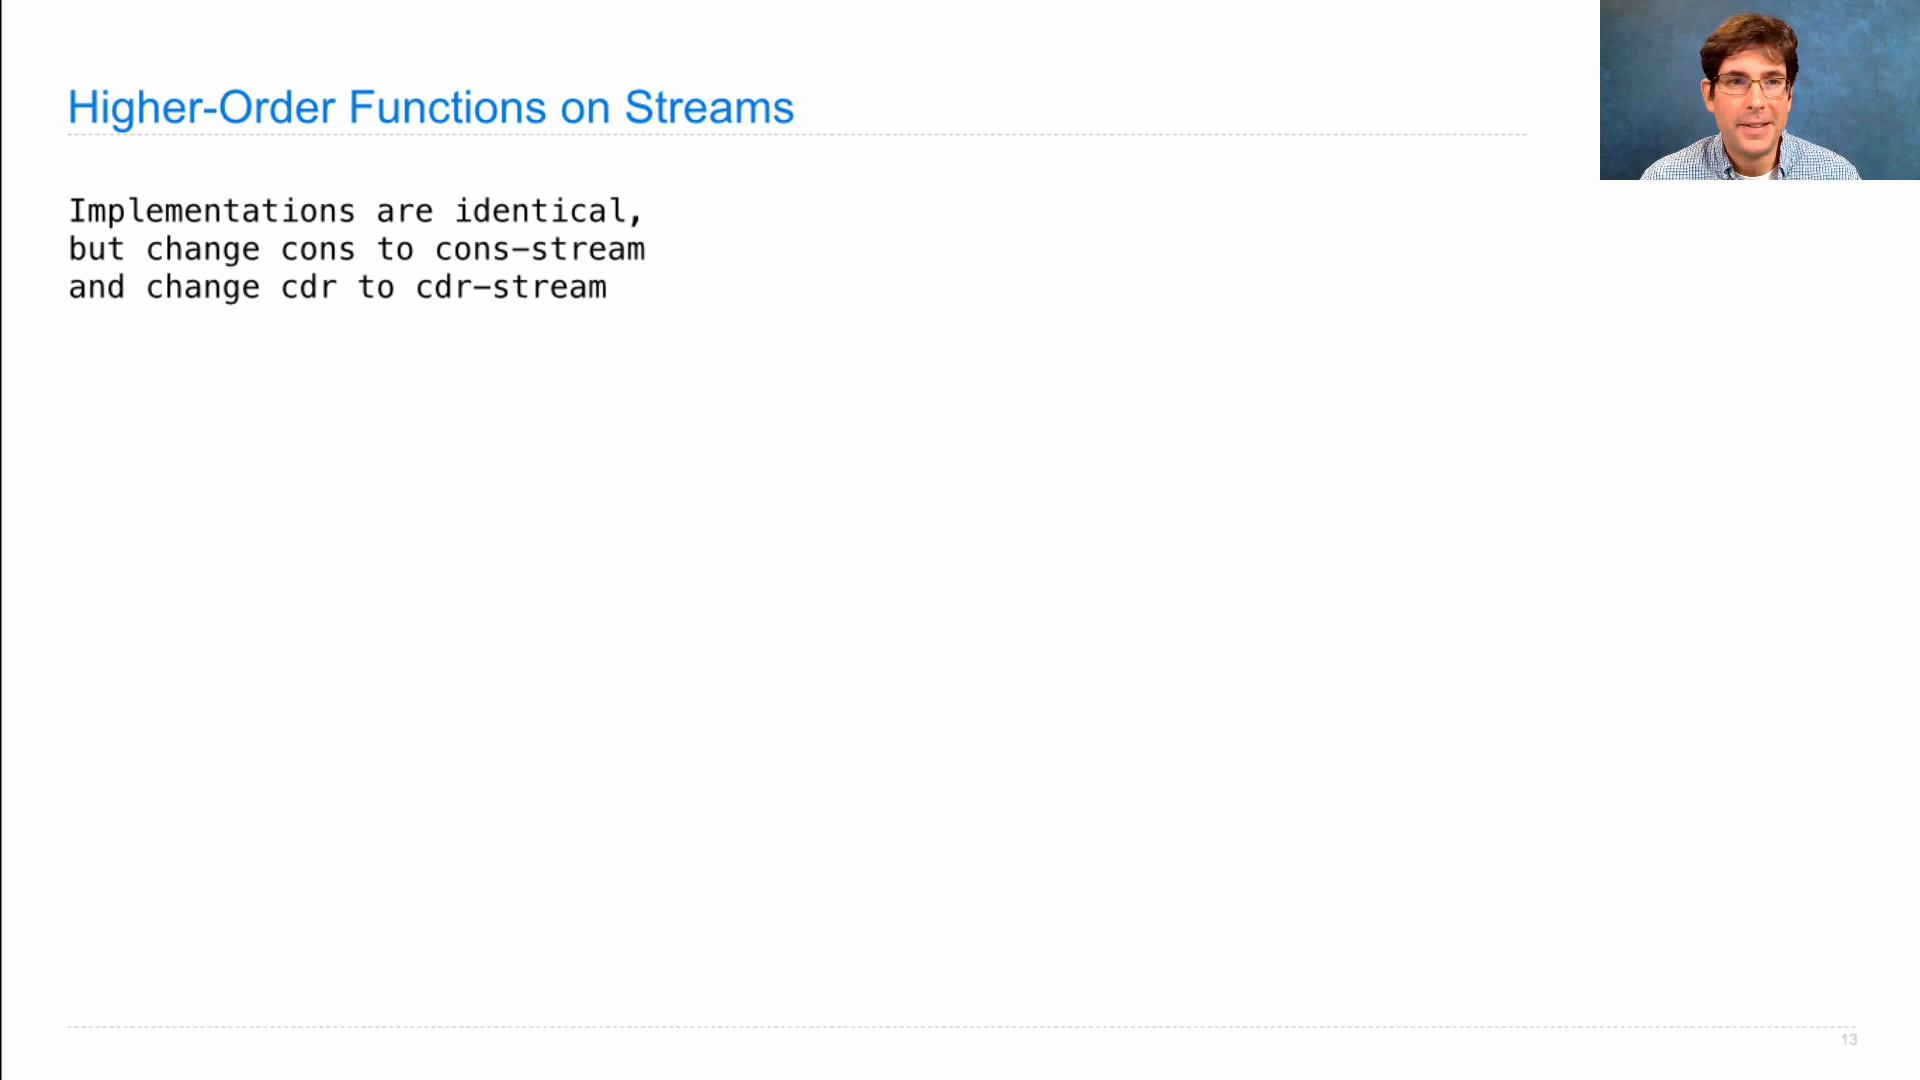 Higher-Order Functions on Streams
Implementations are identical,
but change cons to cons-stream
and change cdr to cdr-stream
13